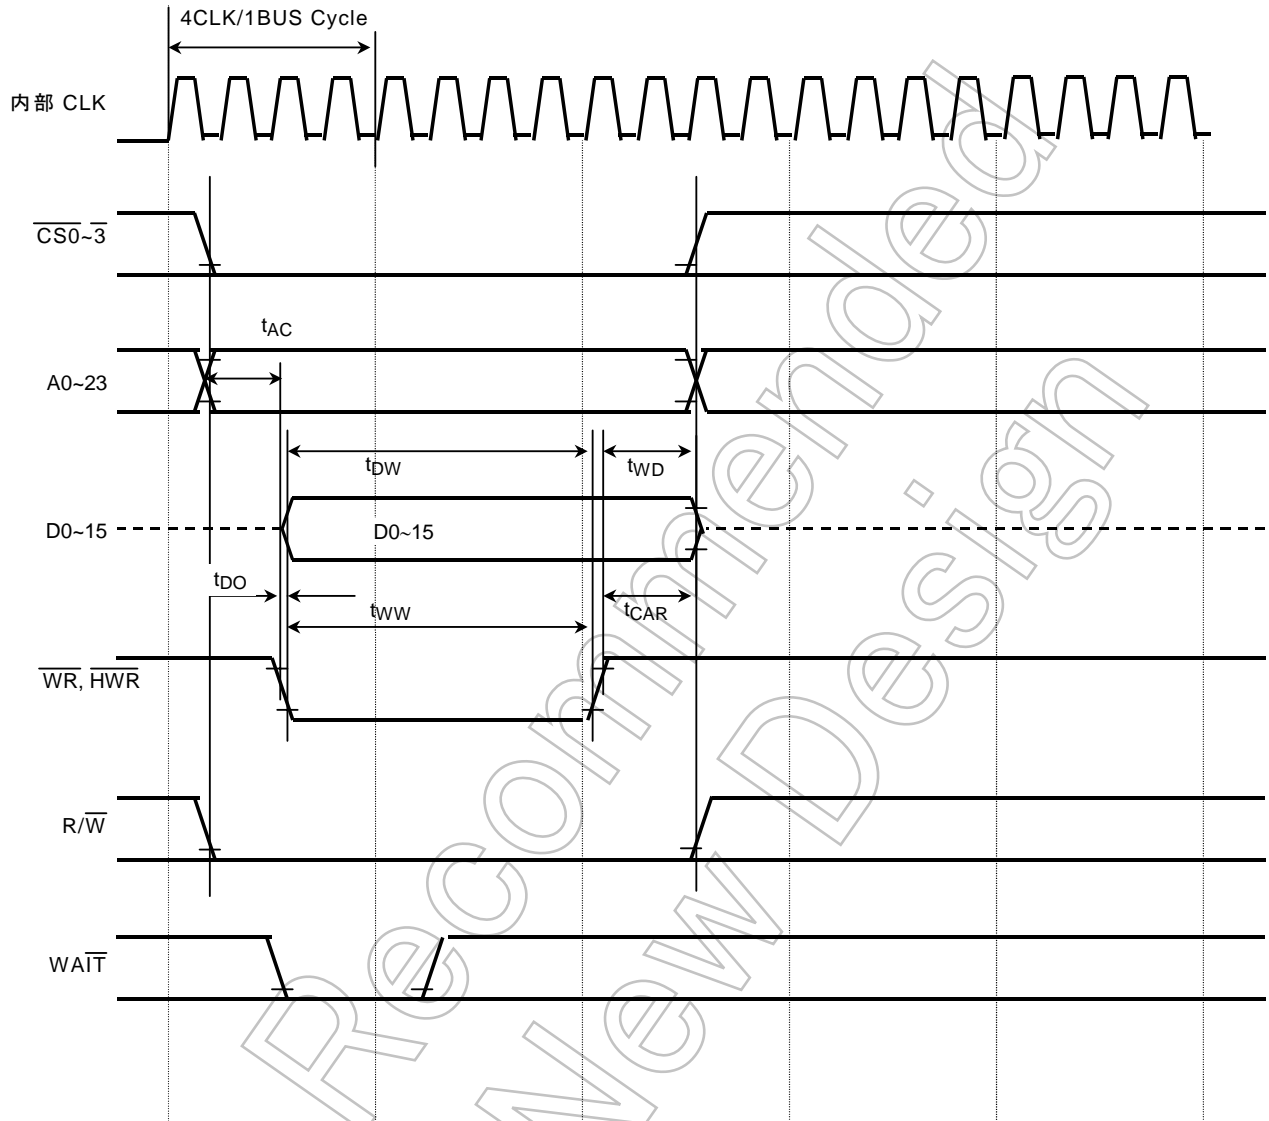 4CLK/1BUS Cycle
内部 CLK
CS0~3
tAC
A0~23
tDW
tWD
D0~15
D0~15
tDO
tWW
tCAR
WR, HWR
R/W
WAIT
Recommended
New Design